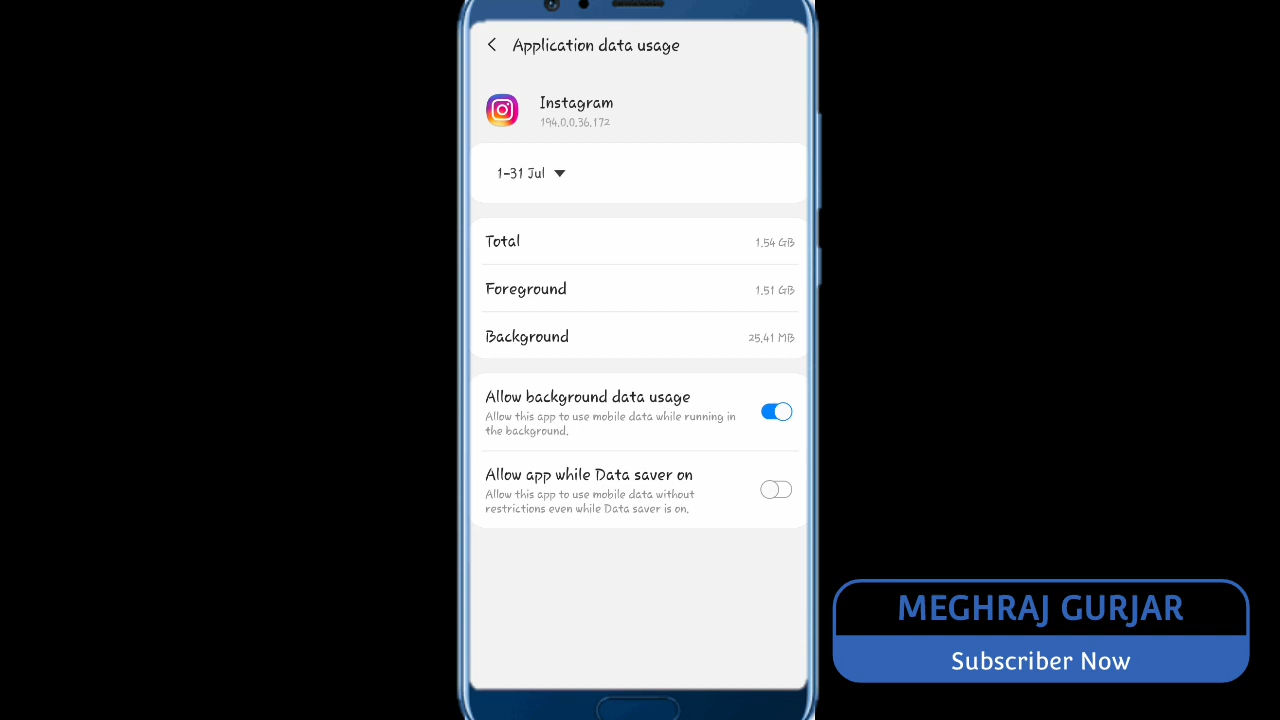 Application data usage
Instagram
194.0.0.36.172
1-31 Jul
Total
1.54 GB
Foreground
1.51 GB
Background
25.41 MB
Allow background data usage
Allow this app to use mobile data while running in
the background.
Allow app while Data saver on
Allow this app to use mobile data without
restrictions even while Data saver is on.
MEGHRAJ GURJAR
Subscriber Now